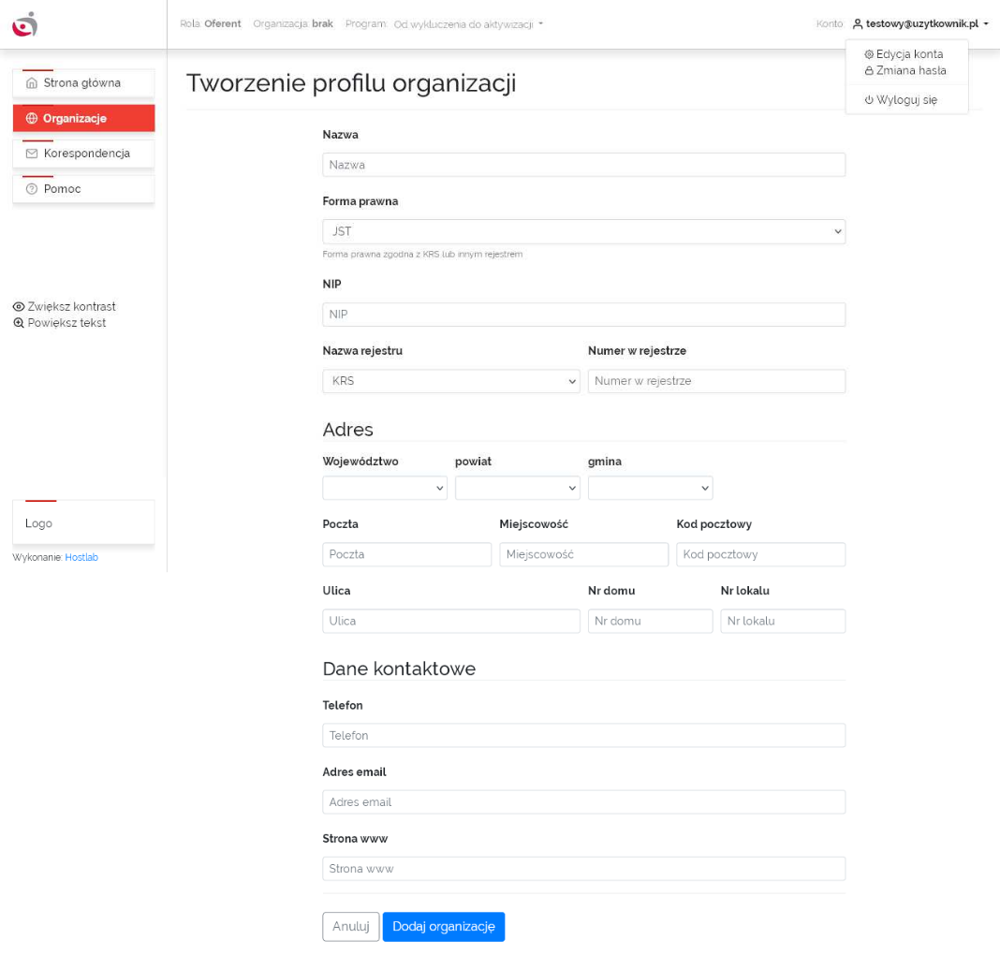 Rola: Oferent Organizacja: brak Program: Od wykluczenia do aktywizacji Konto: testowy@uzytkownik.pl
Edycja konta
Zmiana hasła
Wyloguj się
Strona główna
Organizacje
Korespondencja
Pomoc
Zwiększ kontrast
Powiększ tekst
Logo
Wykonanie: Hostlab
Tworzenie profilu organizacji
Nazwa
Nazwa
Forma prawna
JST
Forma prawna zgodna z KRS lub innym rejestrem
NIP
NIP
Nazwa rejestru Numer w rejestrze
KRS Numer w rejestrze
Adres
Województwo powiat gmina
Poczta Miejscowość Kod pocztowy
Poczta Miejscowość Kod pocztowy
Ulica Nr domu Nr lokalu
Ulica Nr domu Nr lokalu
Dane kontaktowe
Telefon
Telefon
Adres email
Adres email
Strona www
Strona www
Anuluj Dodaj organizację